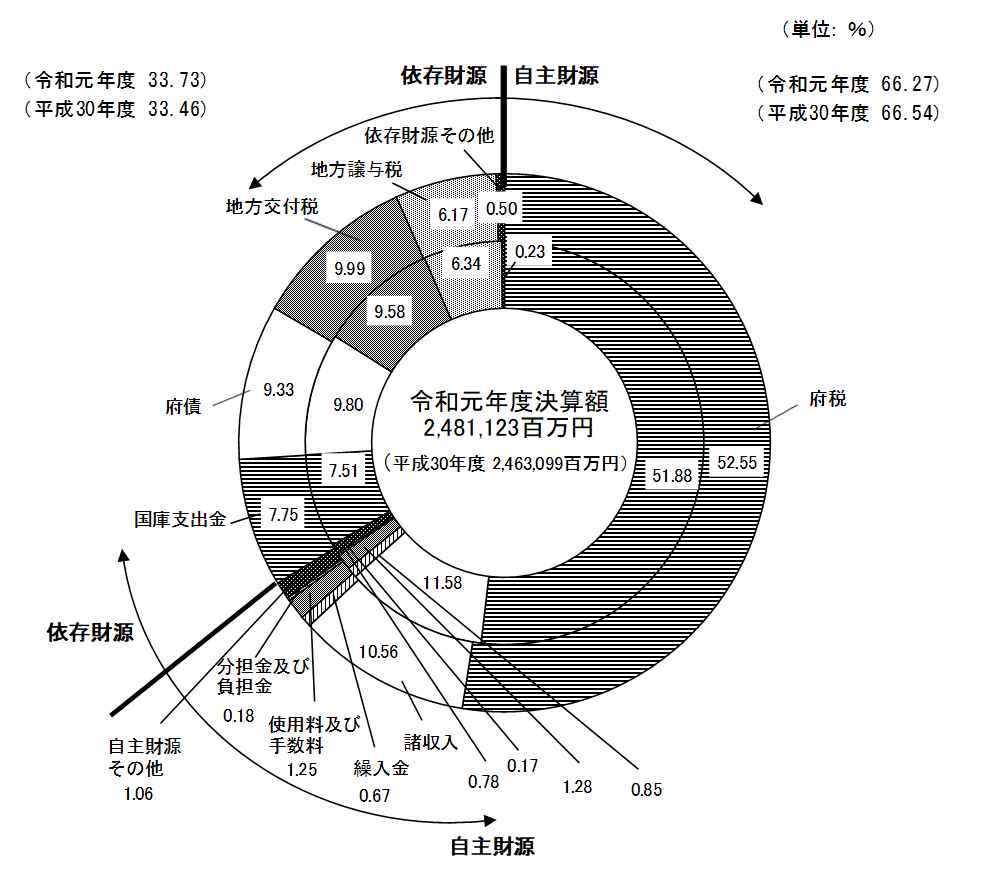 （単位: %）
依存財源
自主財源
（令和元年度 33.73）
（平成30年度 33.46）
（令和元年度 66.27）
（平成30年度 66.54）
依存財源その他
地方譲与税
地方交付税
6.17
0.50
0.23
9.99
6.34
9.58
府債
9.33
9.80
令和元年度決算額
2,481,123百万円
（平成30年度 2,463,099百万円）
府税
7.51
51.88
52.55
国庫支出金
7.75
11.58
依存財源
10.56
分担金及び
負担金
0.18
使用料及び
手数料
1.25
自主財源
その他
1.06
繰入金
0.67
諸収入
0.78
0.17
1.28
0.85
自主財源